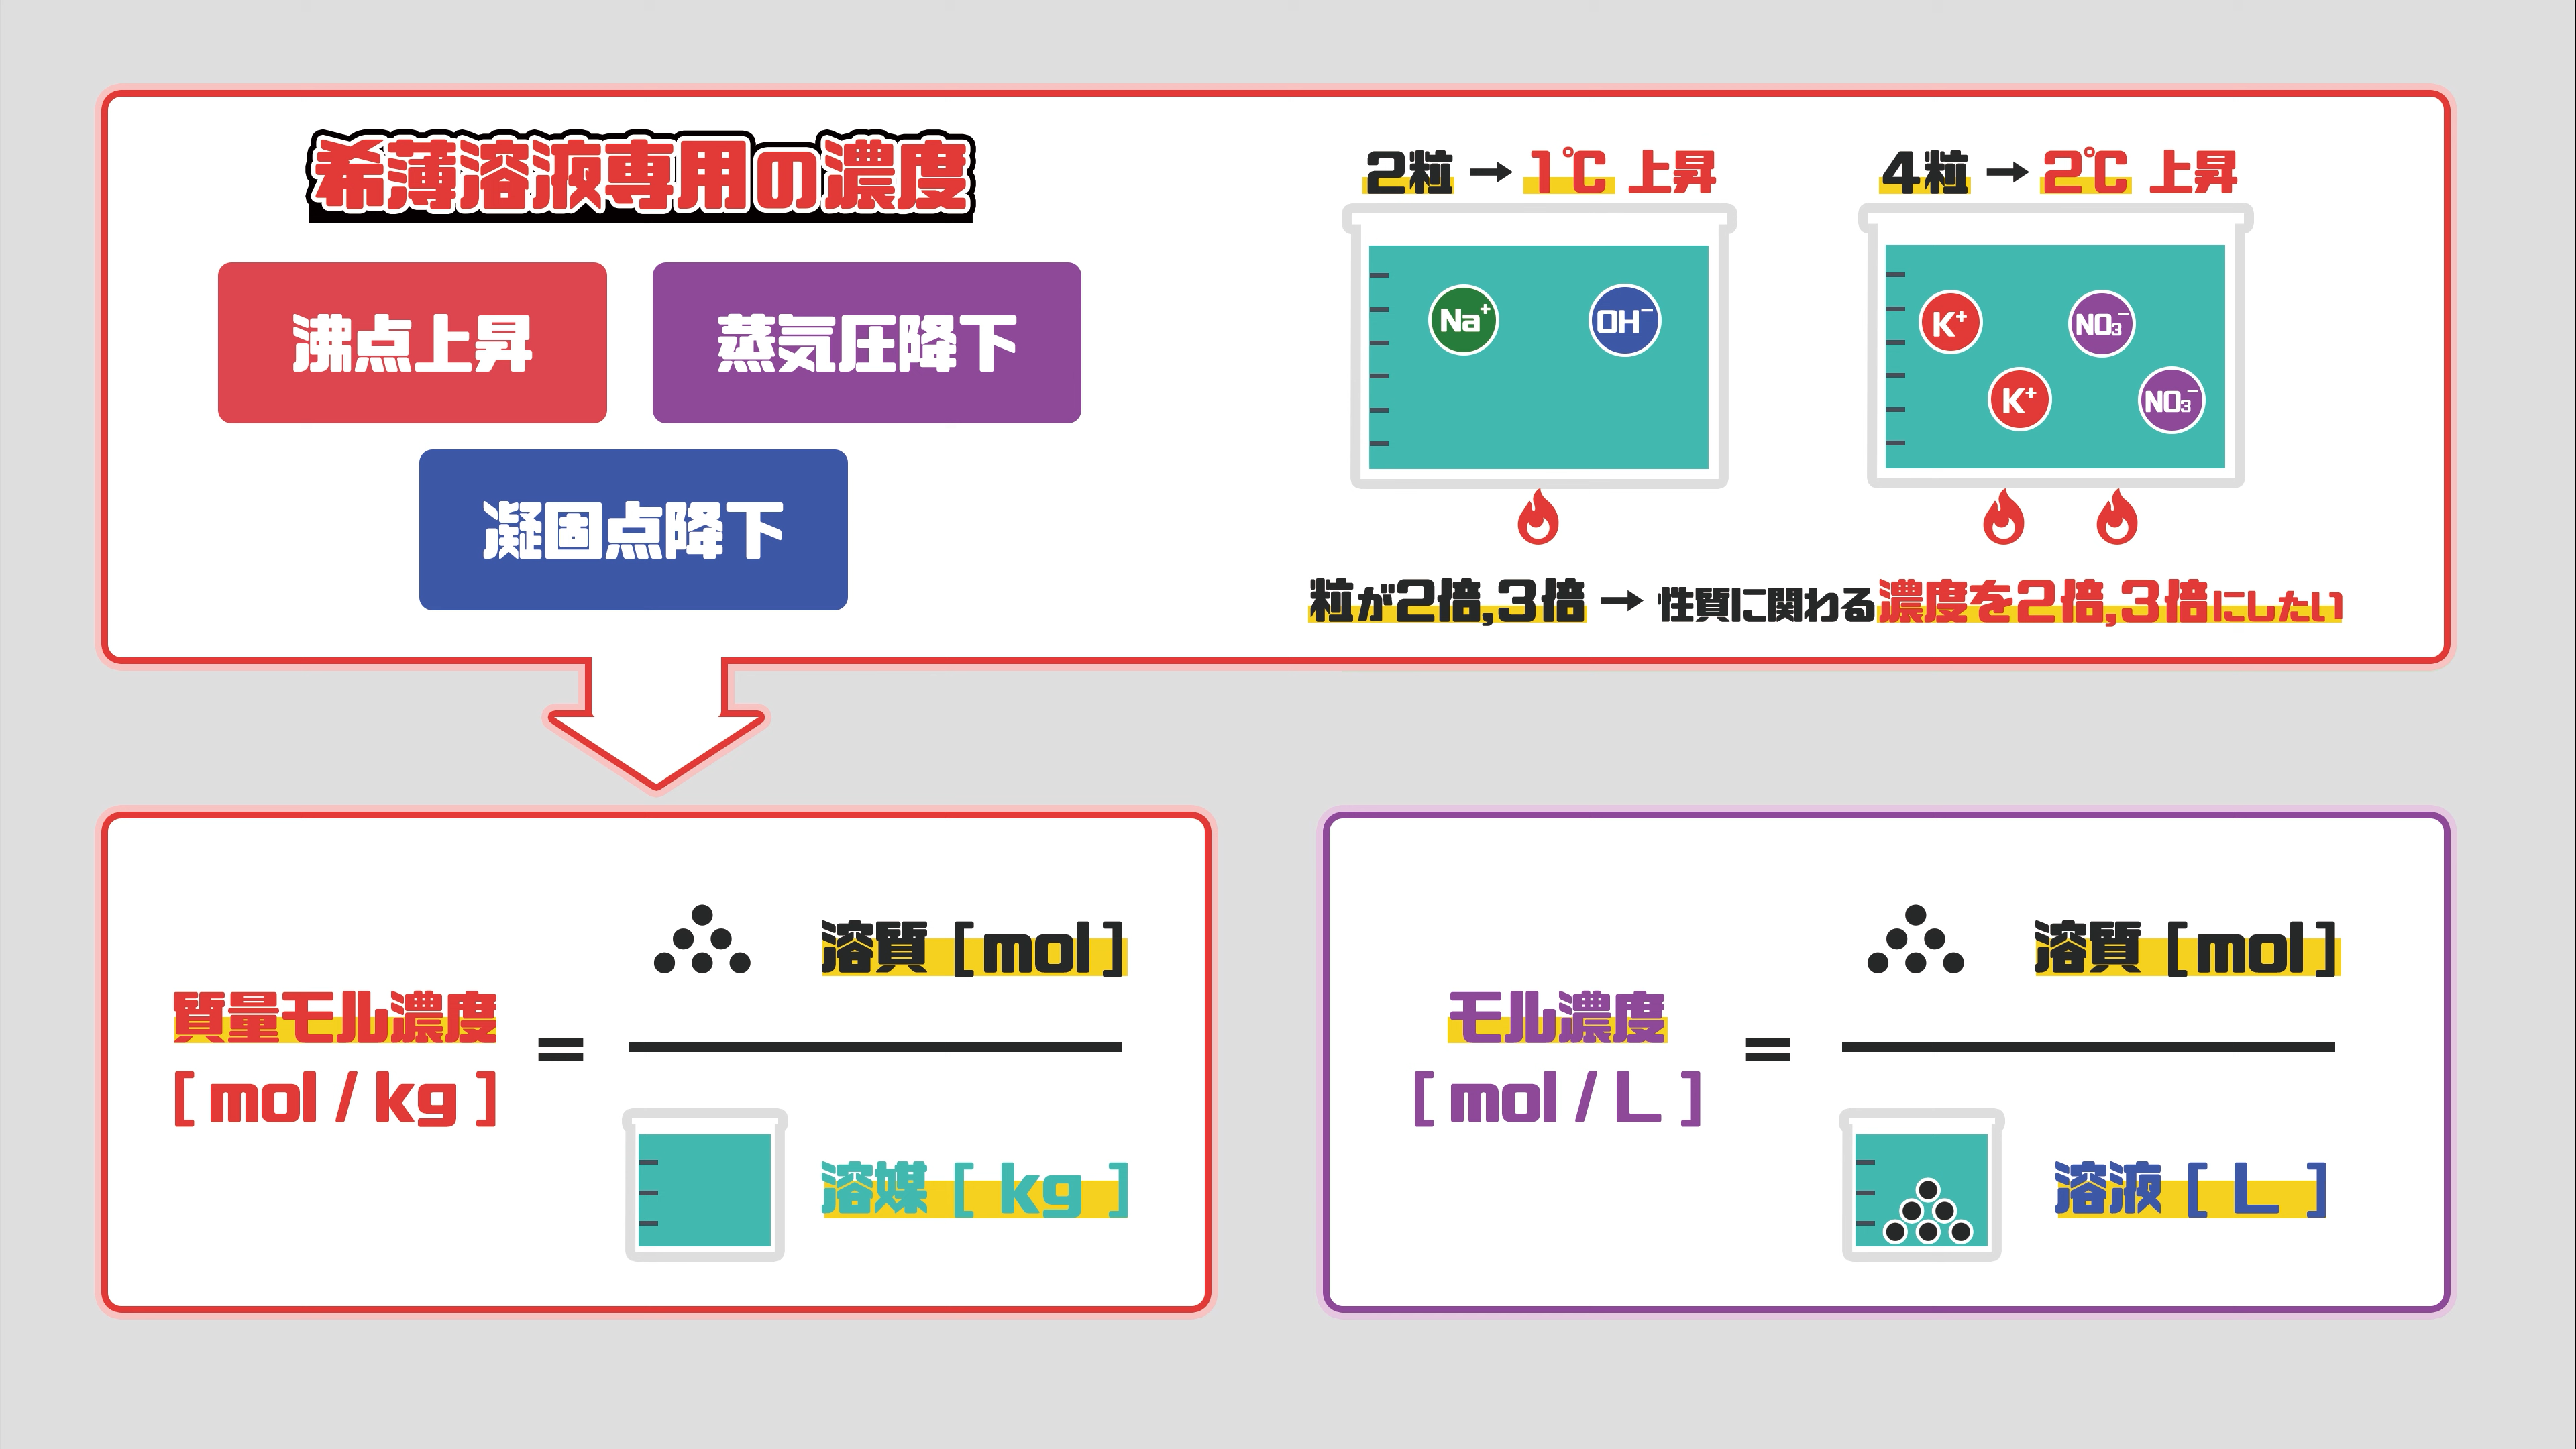 希薄溶液専用の濃度
沸点上昇
蒸気圧降下
凝固点降下
2粒 → 1℃ 上昇
Na⁺
OH⁻
4粒 → 2℃ 上昇
K⁺
NO₃⁻
K⁺
NO₃⁻
粒が2倍,3倍 → 性質に関わる濃度を2倍,3倍にしたい
質量モル濃度
[ mol / kg ]
=
溶質 [ mol ]
溶媒 [ kg ]
モル濃度
[ mol / L ]
=
溶質 [ mol ]
溶液 [ L ]